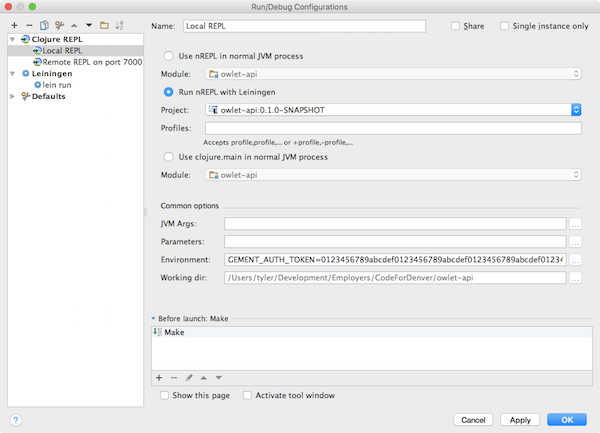 Run/Debug Configurations
Clojure REPL
Local REPL
Remote REPL on port 7000
Leiningen
lein run
Defaults
Name: Local REPL
Share
Single instance only
Use nREPL in normal JVM process
Module: owlet-api
Run nREPL with Leiningen
Project: owlet-api:0.1.0-SNAPSHOT
Profiles:
Accepts profile,profile,... or +profile,-profile,...
Use clojure.main in normal JVM process
Module: owlet-api
Common options
JVM Args:
...
Parameters:
...
Environment: GEMENT_AUTH_TOKEN=0123456789abcdef0123456789abcdef0123456789abcdef01234
...
Working dir: /Users/tyler/Development/Employers/CodeForDenver/owlet-api
...
Before launch: Make
Make
Show this page
Activate tool window
?
Cancel
Apply
OK